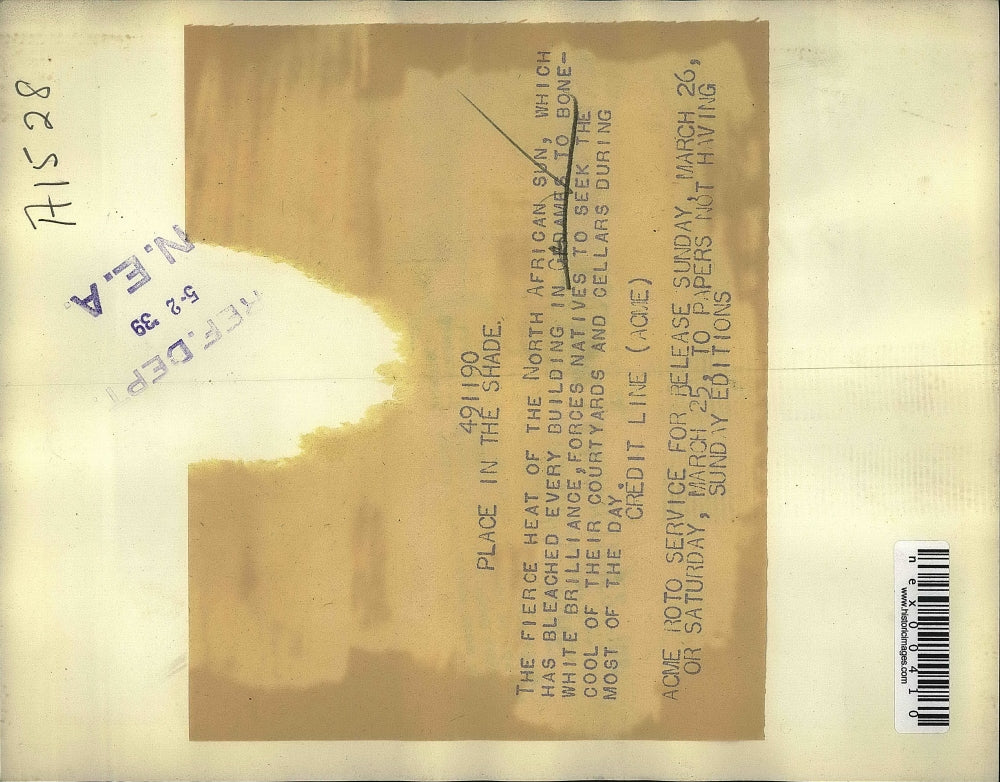 A1528
N.E.A.
5-2 '39
REF.DEPT
491190
PLACE IN THE SHADE.
THE FIERCE HEAT OF THE NORTH AFRICAN SUN, WHICH
HAS BLEACHED EVERY BUILDING IN GADAMES TO BONE-
WHITE BRILLIANCE, FORCES NATIVES TO SEEK THE
COOL OF THEIR COURTYARDS AND CELLARS DURING
MOST OF THE DAY.
CREDIT LINE (ACME)
ACME ROTO SERVICE FOR RELEASE SUNDAY, MARCH 26,
OR SATURDAY, MARCH 25, TO PAPERS NOT HAVING
SUNDAY EDITIONS
nex00410
www.historicimages.com